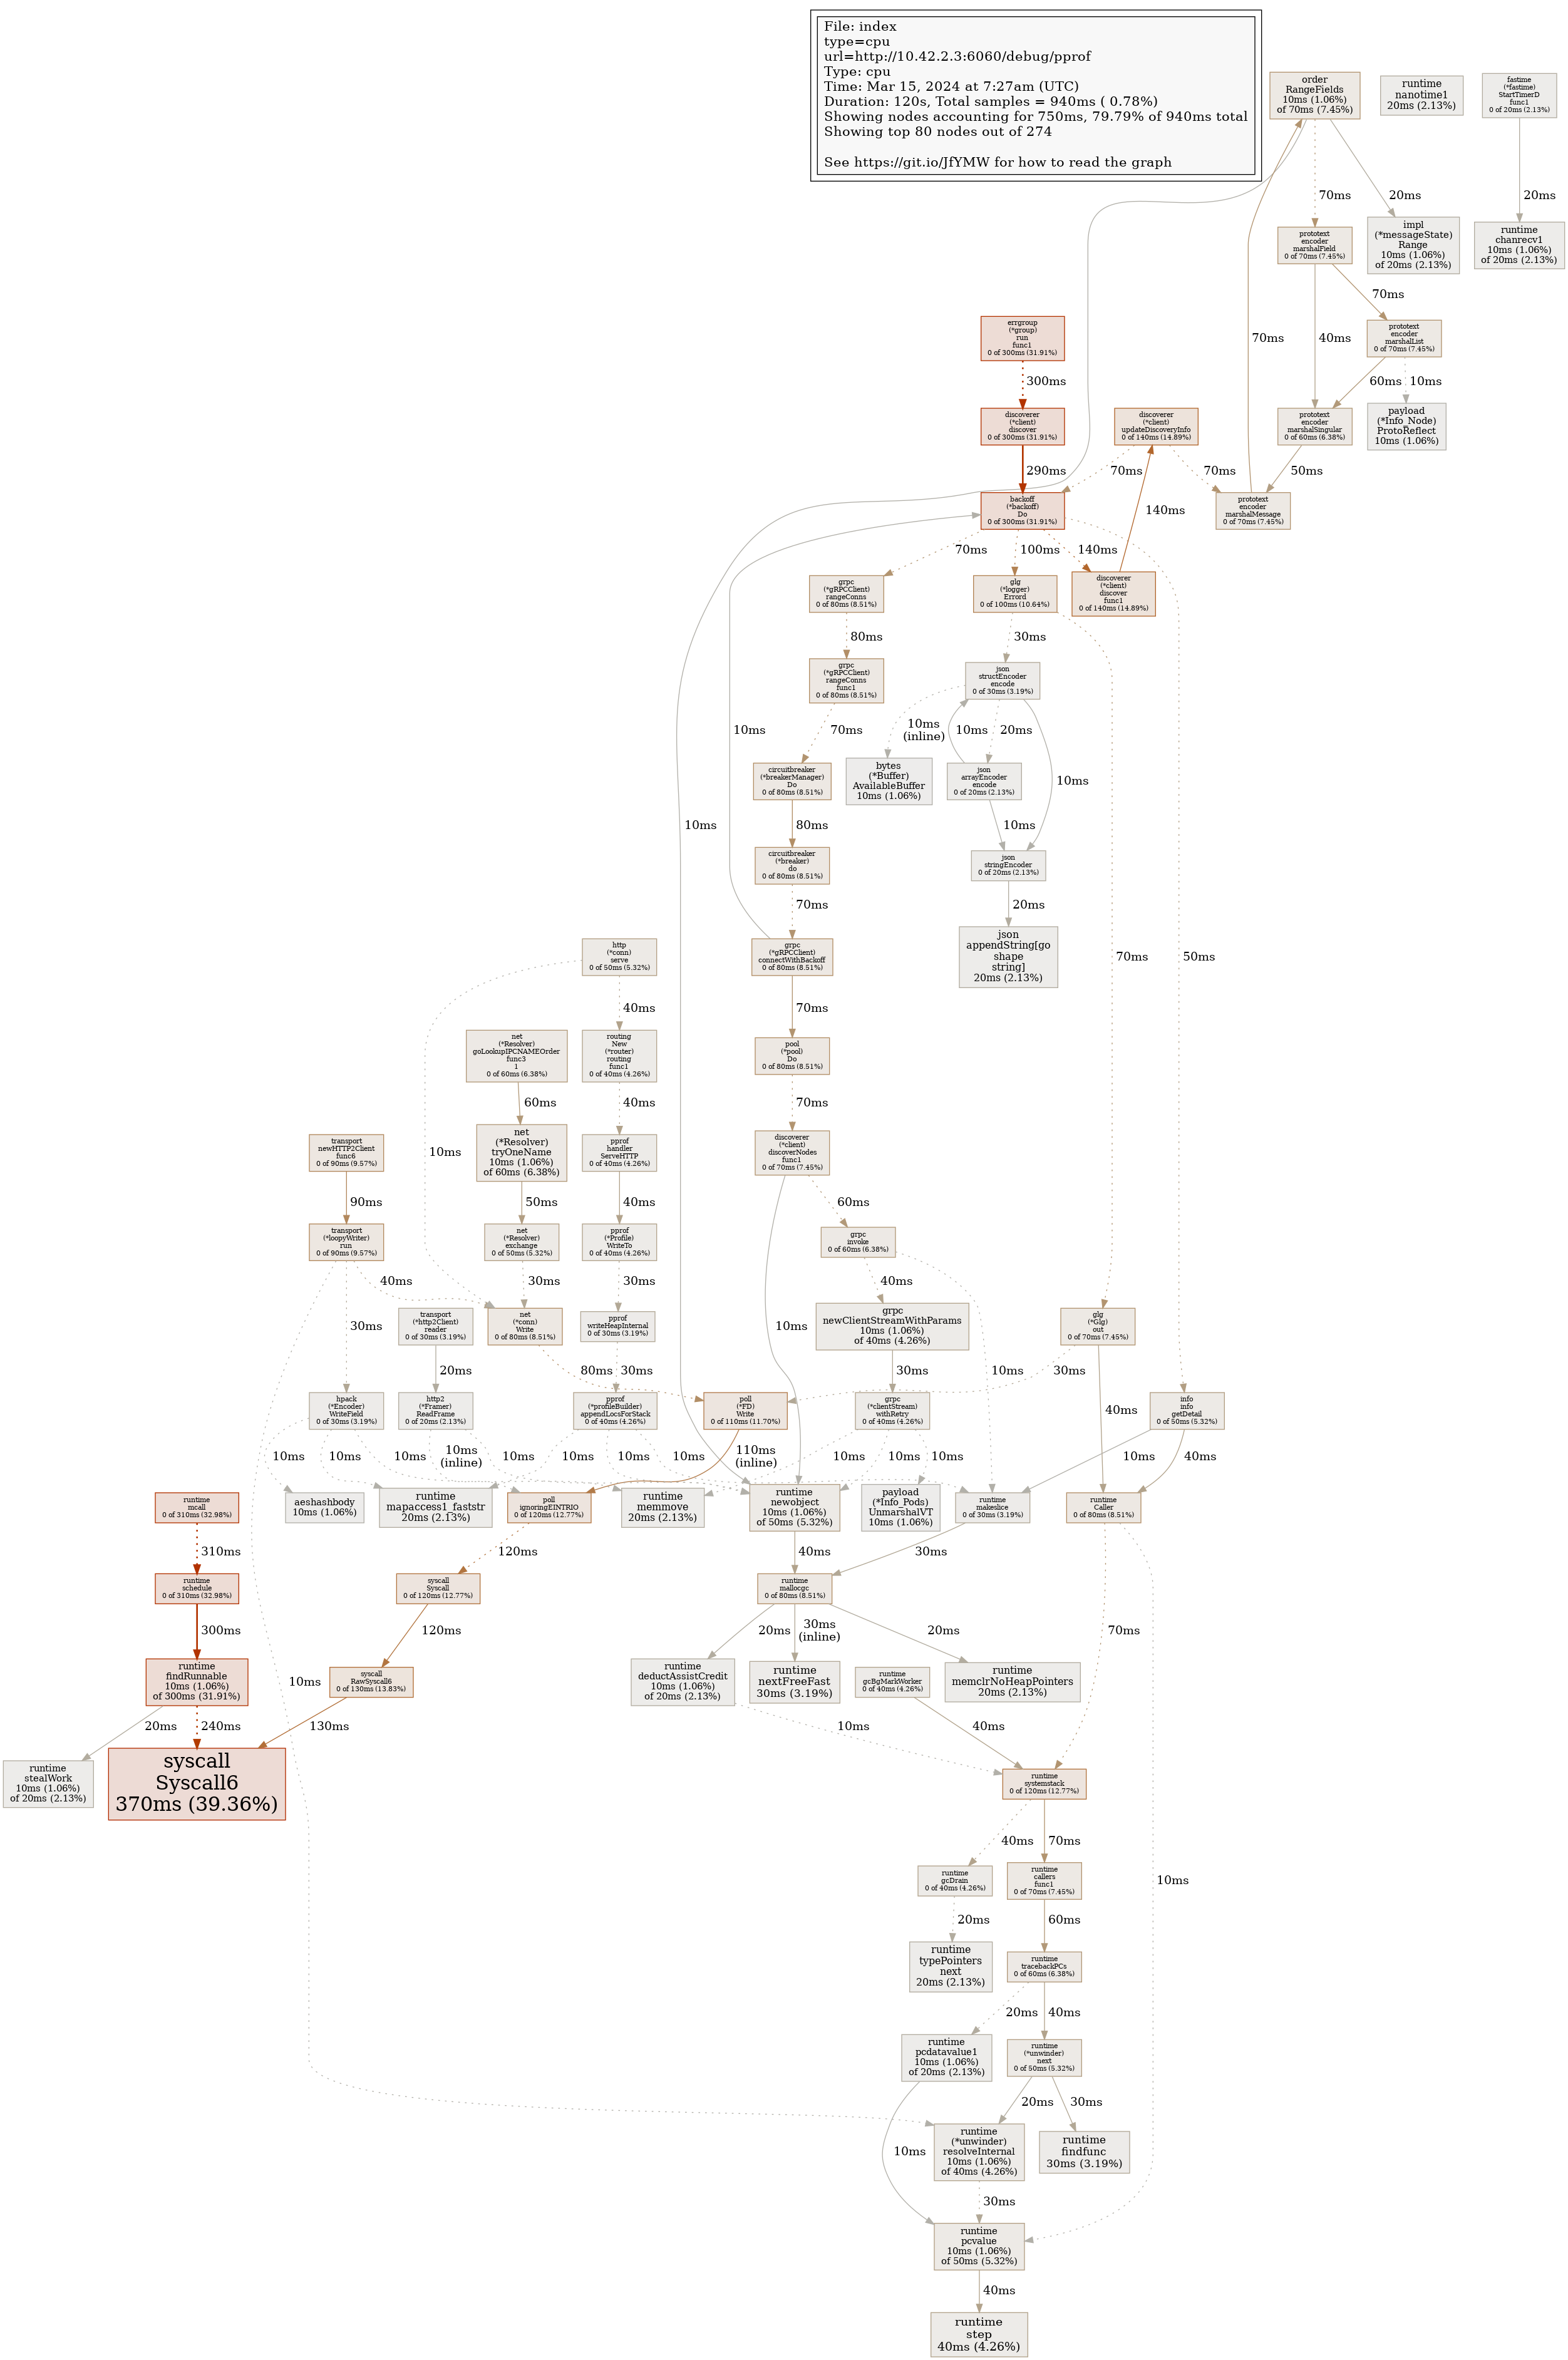 File: index
type=cpu
url=http://10.42.2.3:6060/debug/pprof
Type: cpu
Time: Mar 15, 2024 at 7:27am (UTC)
Duration: 120s, Total samples = 940ms ( 0.78%)
Showing nodes accounting for 750ms, 79.79% of 940ms total
Showing top 80 nodes out of 274
See https://git.io/JfYMW for how to read the graph
order
RangeFields
10ms (1.06%)
of 70ms (7.45%)
runtime
nanotime1
20ms (2.13%)
fastime
(*fastime)
StartTimerD
func1
0 of 20ms (2.13%)
70ms
20ms
20ms
prototext
encoder
marshalField
0 of 70ms (7.45%)
impl
(*messageState)
Range
10ms (1.06%)
of 20ms (2.13%)
runtime
chanrecv1
10ms (1.06%)
of 20ms (2.13%)
70ms
errgroup
(*group)
run
func1
0 of 300ms (31.91%)
70ms
40ms
prototext
encoder
marshalList
0 of 70ms (7.45%)
300ms
60ms
10ms
discoverer
(*client)
discover
0 of 300ms (31.91%)
discoverer
(*client)
updateDiscoveryInfo
0 of 140ms (14.89%)
prototext
encoder
marshalSingular
0 of 60ms (6.38%)
payload
(*Info_Node)
ProtoReflect
10ms (1.06%)
290ms
70ms
70ms
50ms
backoff
(*backoff)
Do
0 of 300ms (31.91%)
140ms
prototext
encoder
marshalMessage
0 of 70ms (7.45%)
70ms
100ms
140ms
grpc
(*gRPCClient)
rangeConns
0 of 80ms (8.51%)
glg
(*logger)
Errord
0 of 100ms (10.64%)
discoverer
(*client)
discover
func1
0 of 140ms (14.89%)
80ms
30ms
grpc
(*gRPCClient)
rangeConns
func1
0 of 80ms (8.51%)
json
structEncoder
encode
0 of 30ms (3.19%)
10ms
70ms
10ms
(inline)
10ms
20ms
circuitbreaker
(*breakerManager)
Do
0 of 80ms (8.51%)
bytes
(*Buffer)
AvailableBuffer
10ms (1.06%)
json
arrayEncoder
encode
0 of 20ms (2.13%)
10ms
10ms
80ms
10ms
circuitbreaker
(*breaker)
do
0 of 80ms (8.51%)
json
stringEncoder
0 of 20ms (2.13%)
70ms
20ms
http
(*conn)
serve
0 of 50ms (5.32%)
grpc
(*gRPCClient)
connectWithBackoff
0 of 80ms (8.51%)
json
appendString[go
shape
string]
20ms (2.13%)
70ms
50ms
40ms
70ms
net
(*Resolver)
goLookupIPCNAMEOrder
func3
1
0 of 60ms (6.38%)
routing
New
(*router)
routing
func1
0 of 40ms (4.26%)
pool
(*pool)
Do
0 of 80ms (8.51%)
60ms
40ms
70ms
10ms
transport
newHTTP2Client
func6
0 of 90ms (9.57%)
net
(*Resolver)
tryOneName
10ms (1.06%)
of 60ms (6.38%)
pprof
handler
ServeHTTP
0 of 40ms (4.26%)
discoverer
(*client)
discoverNodes
func1
0 of 70ms (7.45%)
90ms
50ms
40ms
60ms
transport
(*loopyWriter)
run
0 of 90ms (9.57%)
net
(*Resolver)
exchange
0 of 50ms (5.32%)
pprof
(*Profile)
WriteTo
0 of 40ms (4.26%)
grpc
invoke
0 of 60ms (6.38%)
40ms
30ms
30ms
40ms
30ms
10ms
transport
(*http2Client)
reader
0 of 30ms (3.19%)
net
(*conn)
Write
0 of 80ms (8.51%)
pprof
writeHeapInternal
0 of 30ms (3.19%)
grpc
newClientStreamWithParams
10ms (1.06%)
of 40ms (4.26%)
glg
(*Glg)
out
0 of 70ms (7.45%)
20ms
80ms
30ms
30ms
10ms
30ms
40ms
hpack
(*Encoder)
WriteField
0 of 30ms (3.19%)
http2
(*Framer)
ReadFrame
0 of 20ms (2.13%)
pprof
(*profileBuilder)
appendLocsForStack
0 of 40ms (4.26%)
poll
(*FD)
Write
0 of 110ms (11.70%)
grpc
(*clientStream)
withRetry
0 of 40ms (4.26%)
info
info
getDetail
0 of 50ms (5.32%)
10ms
10ms
10ms
10ms
(inline)
10ms
10ms
10ms
10ms
110ms
(inline)
10ms
10ms
10ms
10ms
40ms
runtime
mcall
0 of 310ms (32.98%)
aeshashbody
10ms (1.06%)
runtime
mapaccess1_faststr
20ms (2.13%)
poll
ignoringEINTRIO
0 of 120ms (12.77%)
runtime
memmove
20ms (2.13%)
runtime
newobject
10ms (1.06%)
of 50ms (5.32%)
payload
(*Info_Pods)
UnmarshalVT
10ms (1.06%)
runtime
makeslice
0 of 30ms (3.19%)
runtime
Caller
0 of 80ms (8.51%)
310ms
120ms
40ms
30ms
runtime
schedule
0 of 310ms (32.98%)
syscall
Syscall
0 of 120ms (12.77%)
runtime
mallocgc
0 of 80ms (8.51%)
300ms
120ms
20ms
30ms
(inline)
20ms
70ms
runtime
findRunnable
10ms (1.06%)
of 300ms (31.91%)
10ms
syscall
RawSyscall6
0 of 130ms (13.83%)
runtime
deductAssistCredit
10ms (1.06%)
of 20ms (2.13%)
runtime
nextFreeFast
30ms (3.19%)
runtime
gcBgMarkWorker
0 of 40ms (4.26%)
runtime
memclrNoHeapPointers
20ms (2.13%)
20ms
240ms
130ms
10ms
40ms
runtime
stealWork
10ms (1.06%)
of 20ms (2.13%)
syscall
Syscall6
370ms (39.36%)
runtime
systemstack
0 of 120ms (12.77%)
40ms
70ms
runtime
gcDrain
0 of 40ms (4.26%)
runtime
callers
func1
0 of 70ms (7.45%)
10ms
20ms
60ms
runtime
typePointers
next
20ms (2.13%)
runtime
tracebackPCs
0 of 60ms (6.38%)
20ms
40ms
runtime
pcdatavalue1
10ms (1.06%)
of 20ms (2.13%)
runtime
(*unwinder)
next
0 of 50ms (5.32%)
20ms
30ms
10ms
runtime
(*unwinder)
resolveInternal
10ms (1.06%)
of 40ms (4.26%)
runtime
findfunc
30ms (3.19%)
30ms
runtime
pcvalue
10ms (1.06%)
of 50ms (5.32%)
40ms
runtime
step
40ms (4.26%)